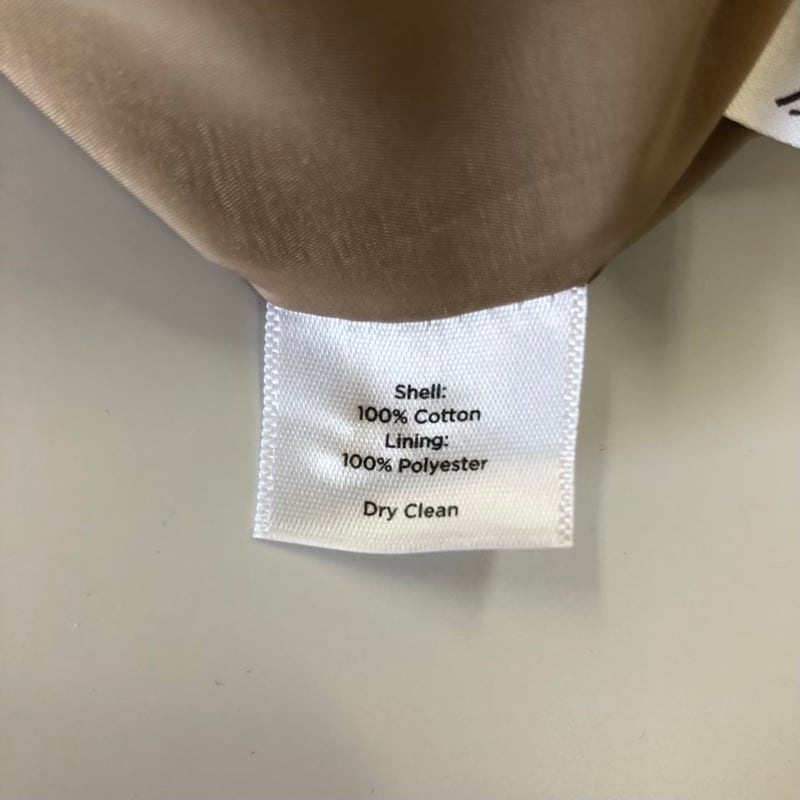 Shell:
100% Cotton
Lining:
100% Polyester
Dry Clean